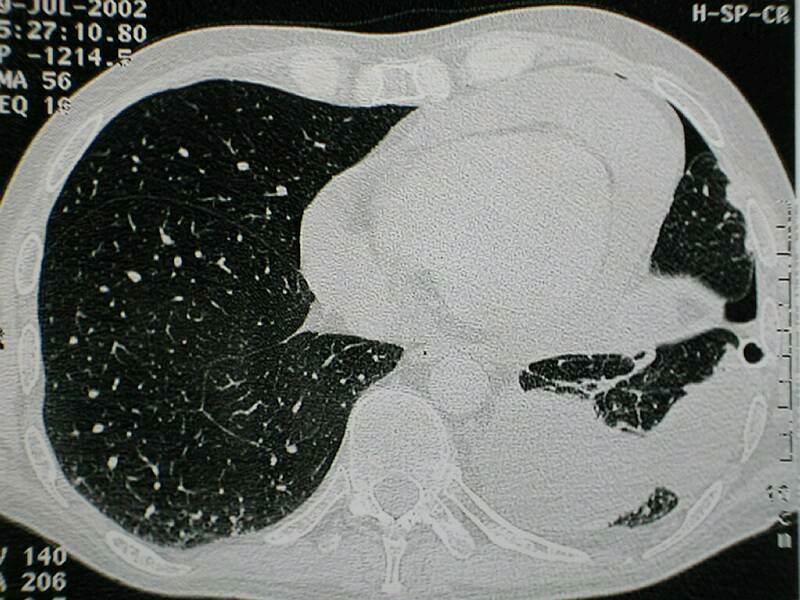 9-JUL-2002
5:27:10.80
P -1214.5
MA 56
EQ 16
H-SP-CR
V 140
A 206